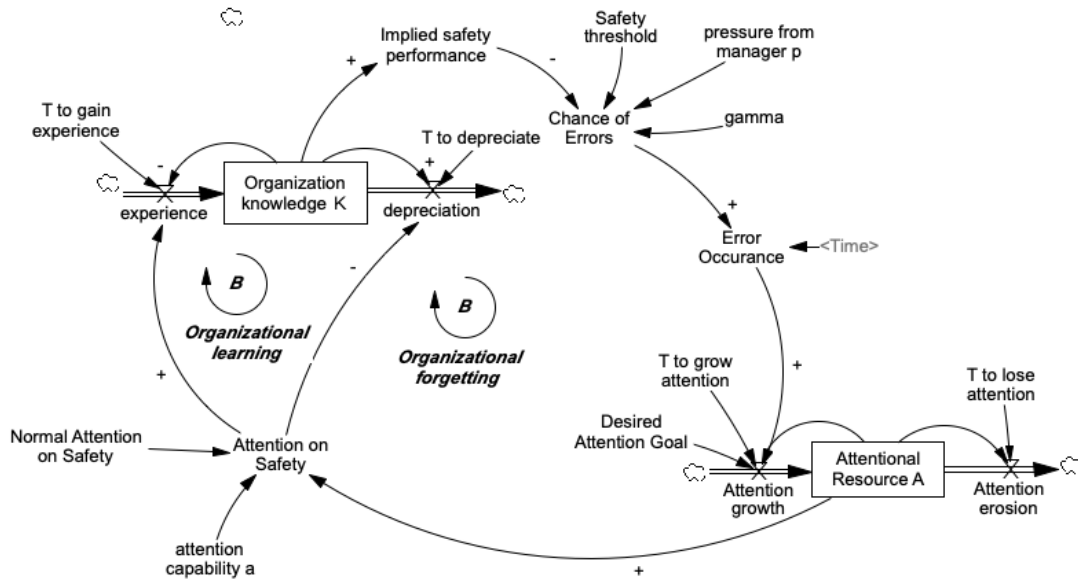 Implied safety
performance
Safety
threshold
pressure from
manager p
+
-
T to gain
experience
Chance of
Errors
gamma
T to depreciate
-
+
Organization
knowledge K
experience
depreciation
+
Error
Occurance
<Time>
-
B
B
Organizational
learning
Organizational
forgetting
+
+
T to grow
attention
T to lose
attention
Desired
Attention Goal
Normal Attention
on Safety
Attention on
Safety
Attentional
Resource A
Attention
growth
Attention
erosion
attention
capability a
+